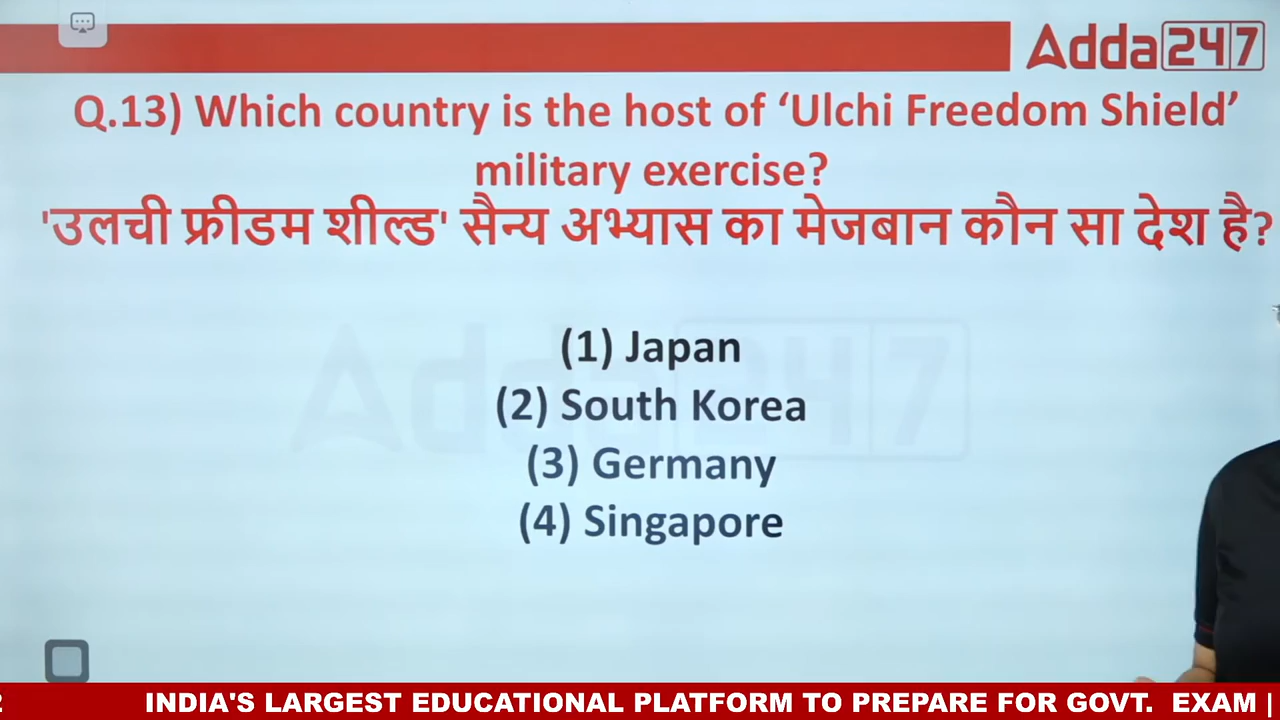 Adda247
Q.13) Which country is the host of ‘Ulchi Freedom Shield’
military exercise?
'उलची फ्रीडम शील्ड' सैन्य अभ्यास का मेजबान कौन सा देश है?
(1) Japan
(2) South Korea
(3) Germany
(4) Singapore
INDIA'S LARGEST EDUCATIONAL PLATFORM TO PREPARE FOR GOVT. EXAM |